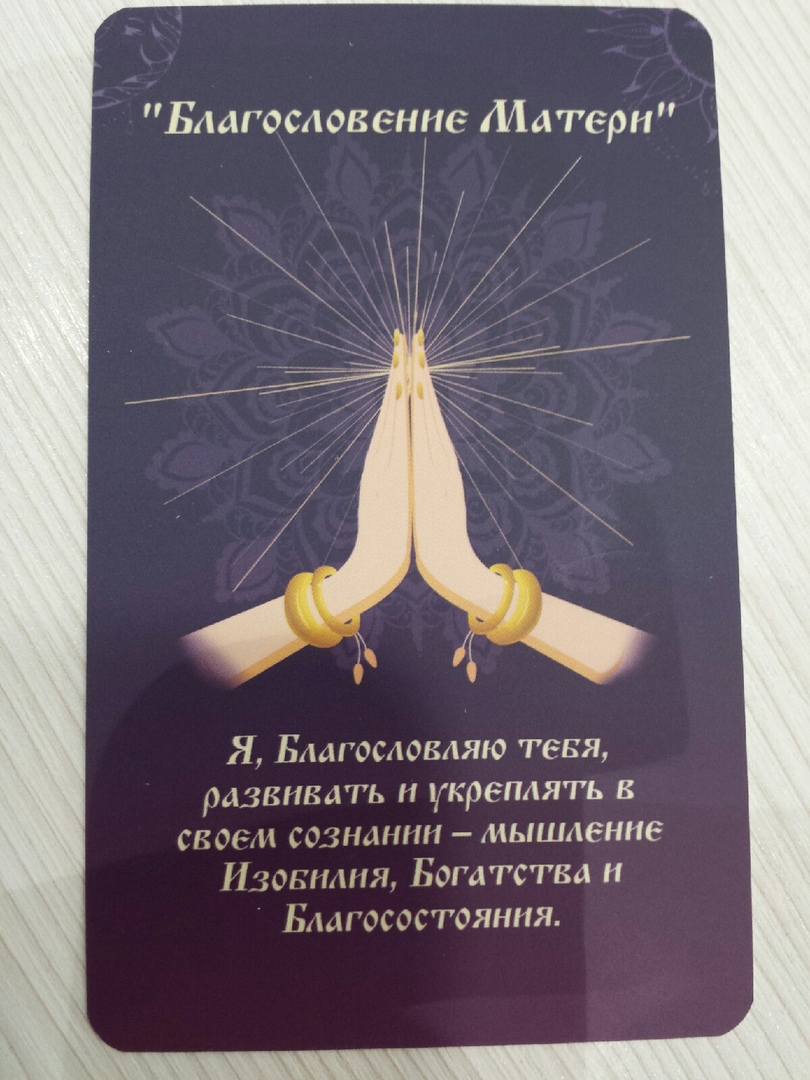 "Благословение Матери"
Я, Благословляю тебя,
развивать и укреплять в
своем сознании – мышление
Изобилия, Богатства и
Благосостояния.